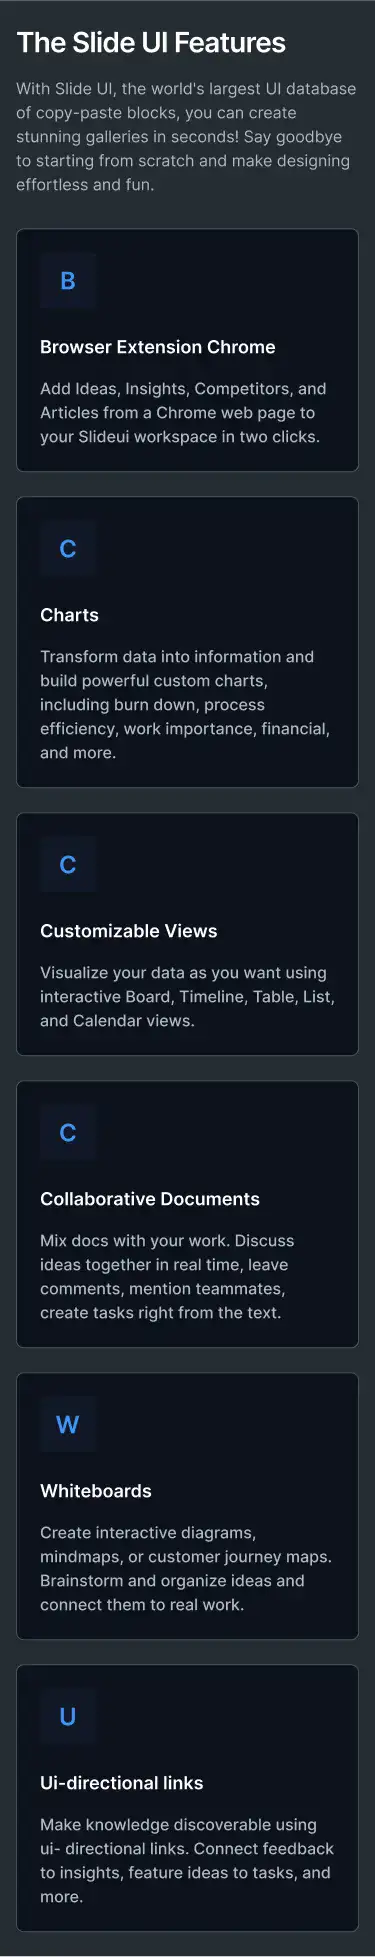 The Slide UI Features
With Slide UI, the world's largest UI database
of copy-paste blocks, you can create
stunning galleries in seconds! Say goodbye
to starting from scratch and make designing
effortless and fun.
B
Browser Extension Chrome
Add Ideas, Insights, Competitors, and
Articles from a Chrome web page to
your Slideui workspace in two clicks.
C
Charts
Transform data into information and
build powerful custom charts,
including burn down, process
efficiency, work importance, financial,
and more.
C
Customizable Views
Visualize your data as you want using
interactive Board, Timeline, Table, List,
and Calendar views.
C
Collaborative Documents
Mix docs with your work. Discuss
ideas together in real time, leave
comments, mention teammates,
create tasks right from the text.
W
Whiteboards
Create interactive diagrams,
mindmaps, or customer journey maps.
Brainstorm and organize ideas and
connect them to real work.
U
Ui-directional links
Make knowledge discoverable using
ui- directional links. Connect feedback
to insights, feature ideas to tasks, and
more.